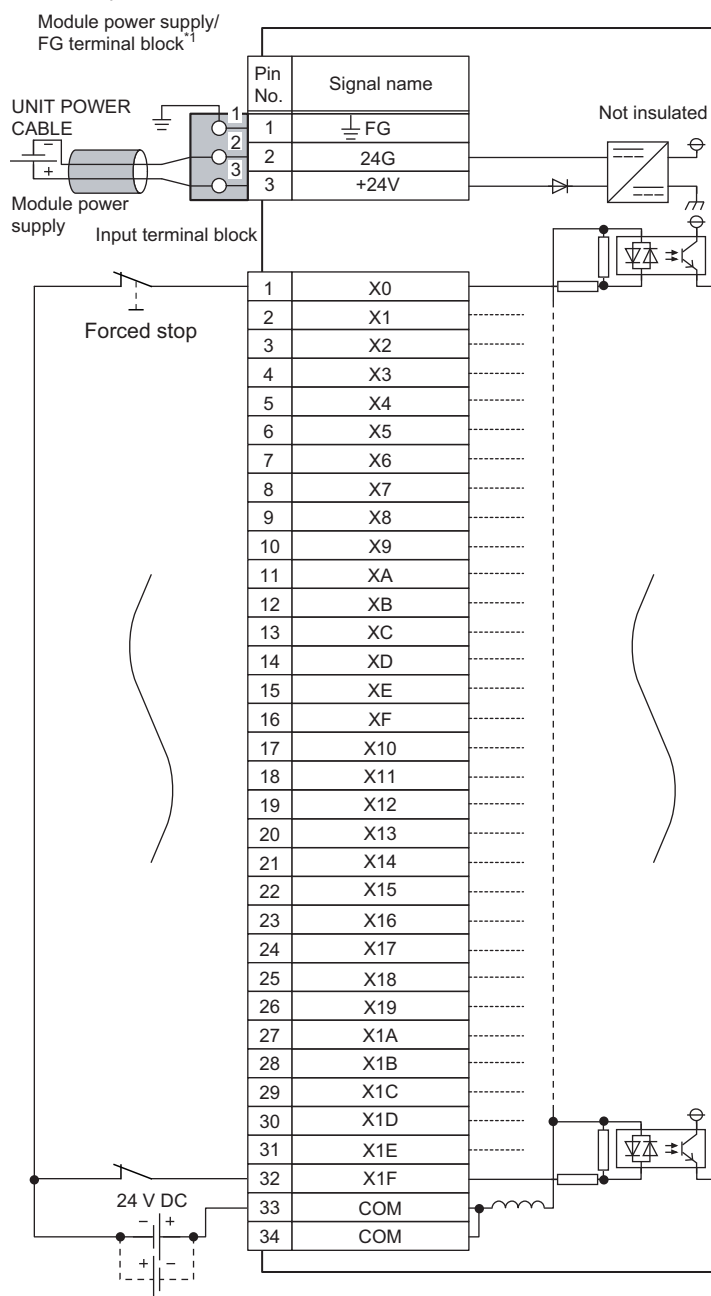 Module power supply/
FG terminal block*1
Pin No.
Signal name
UNIT POWER
CABLE
−
+
Module power
supply
1
2
3
1 FG
2 24G
3 +24V
Not insulated
Input terminal block
Forced stop
1 X0
2 X1
3 X2
4 X3
5 X4
6 X5
7 X6
8 X7
9 X8
10 X9
11 XA
12 XB
13 XC
14 XD
15 XE
16 XF
17 X10
18 X11
19 X12
20 X13
21 X14
22 X15
23 X16
24 X17
25 X18
26 X19
27 X1A
28 X1B
29 X1C
30 X1D
31 X1E
32 X1F
33 COM
34 COM
24 V DC
− +
+ −